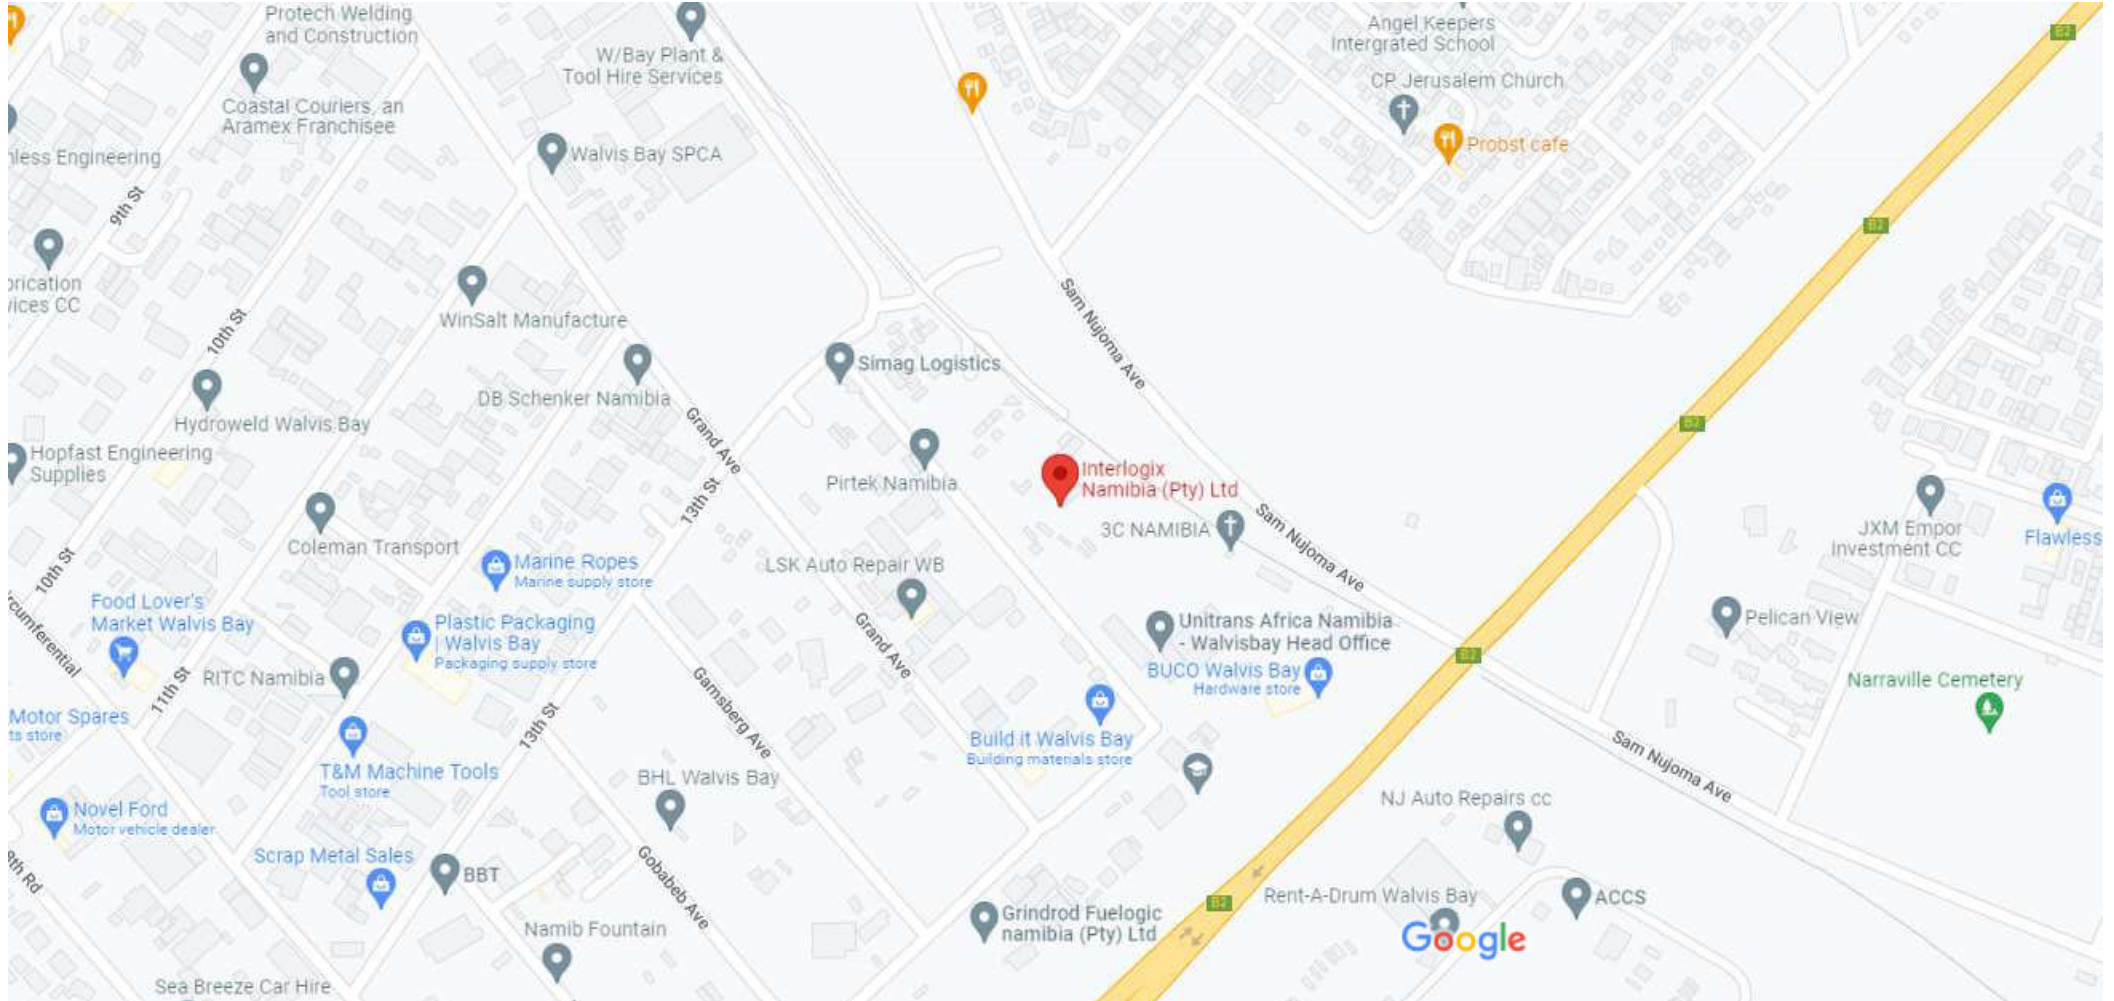 Protech Welding
and Construction
Angel Keepers
Intergrated School
W/Bay Plant &
Tool Hire Services
B2
CP Jerusalem Church
Coastal Couriers, an
Aramex Franchisee
Probst cafe
Walvis Bay SPCA
Engineering
9th St
B2
CC
WinSalt Manufacture
10th St
Sam Nujoma Ave
Simag Logistics
DB Schenker Namibia
Hydroweld Walvis Bay
Grand Ave
B2
Hopfast Engineering
Supplies
Pirtek Namibia
Interlogix
Namibia (Pty) Ltd
13th St
3C NAMIBIA
Sam Nujoma Ave
JXM Empor
Investment CC
Flawless
Coleman Transport
Marine Ropes
Marine supply store
LSK Auto Repair WB
10th St
Food Lover's
Market Walvis Bay
Plastic Packaging
| Walvis Bay
Packaging supply store
Grand Ave
Unitrans Africa Namibia
- Walvisbay Head Office
Pelican View
B2
BUCO Walvis Bay
Hardware store
RITC Namibia
11th St
Gamsberg Ave
Narraville Cemetery
Motor Spares
store
13th St
Build it Walvis Bay
Building materials store
Sam Nujoma Ave
T&M Machine Tools
Tool store
BHL Walvis Bay
NJ Auto Repairs cc
Novel Ford
Motor vehicle dealer
Scrap Metal Sales
BBT
Gobabeb Ave
Rd
B2
Rent-A-Drum Walvis Bay
ACCS
Grindrod Fuelogic
namibia (Pty) Ltd
Namib Fountain
Google
Sea Breeze Car Hire